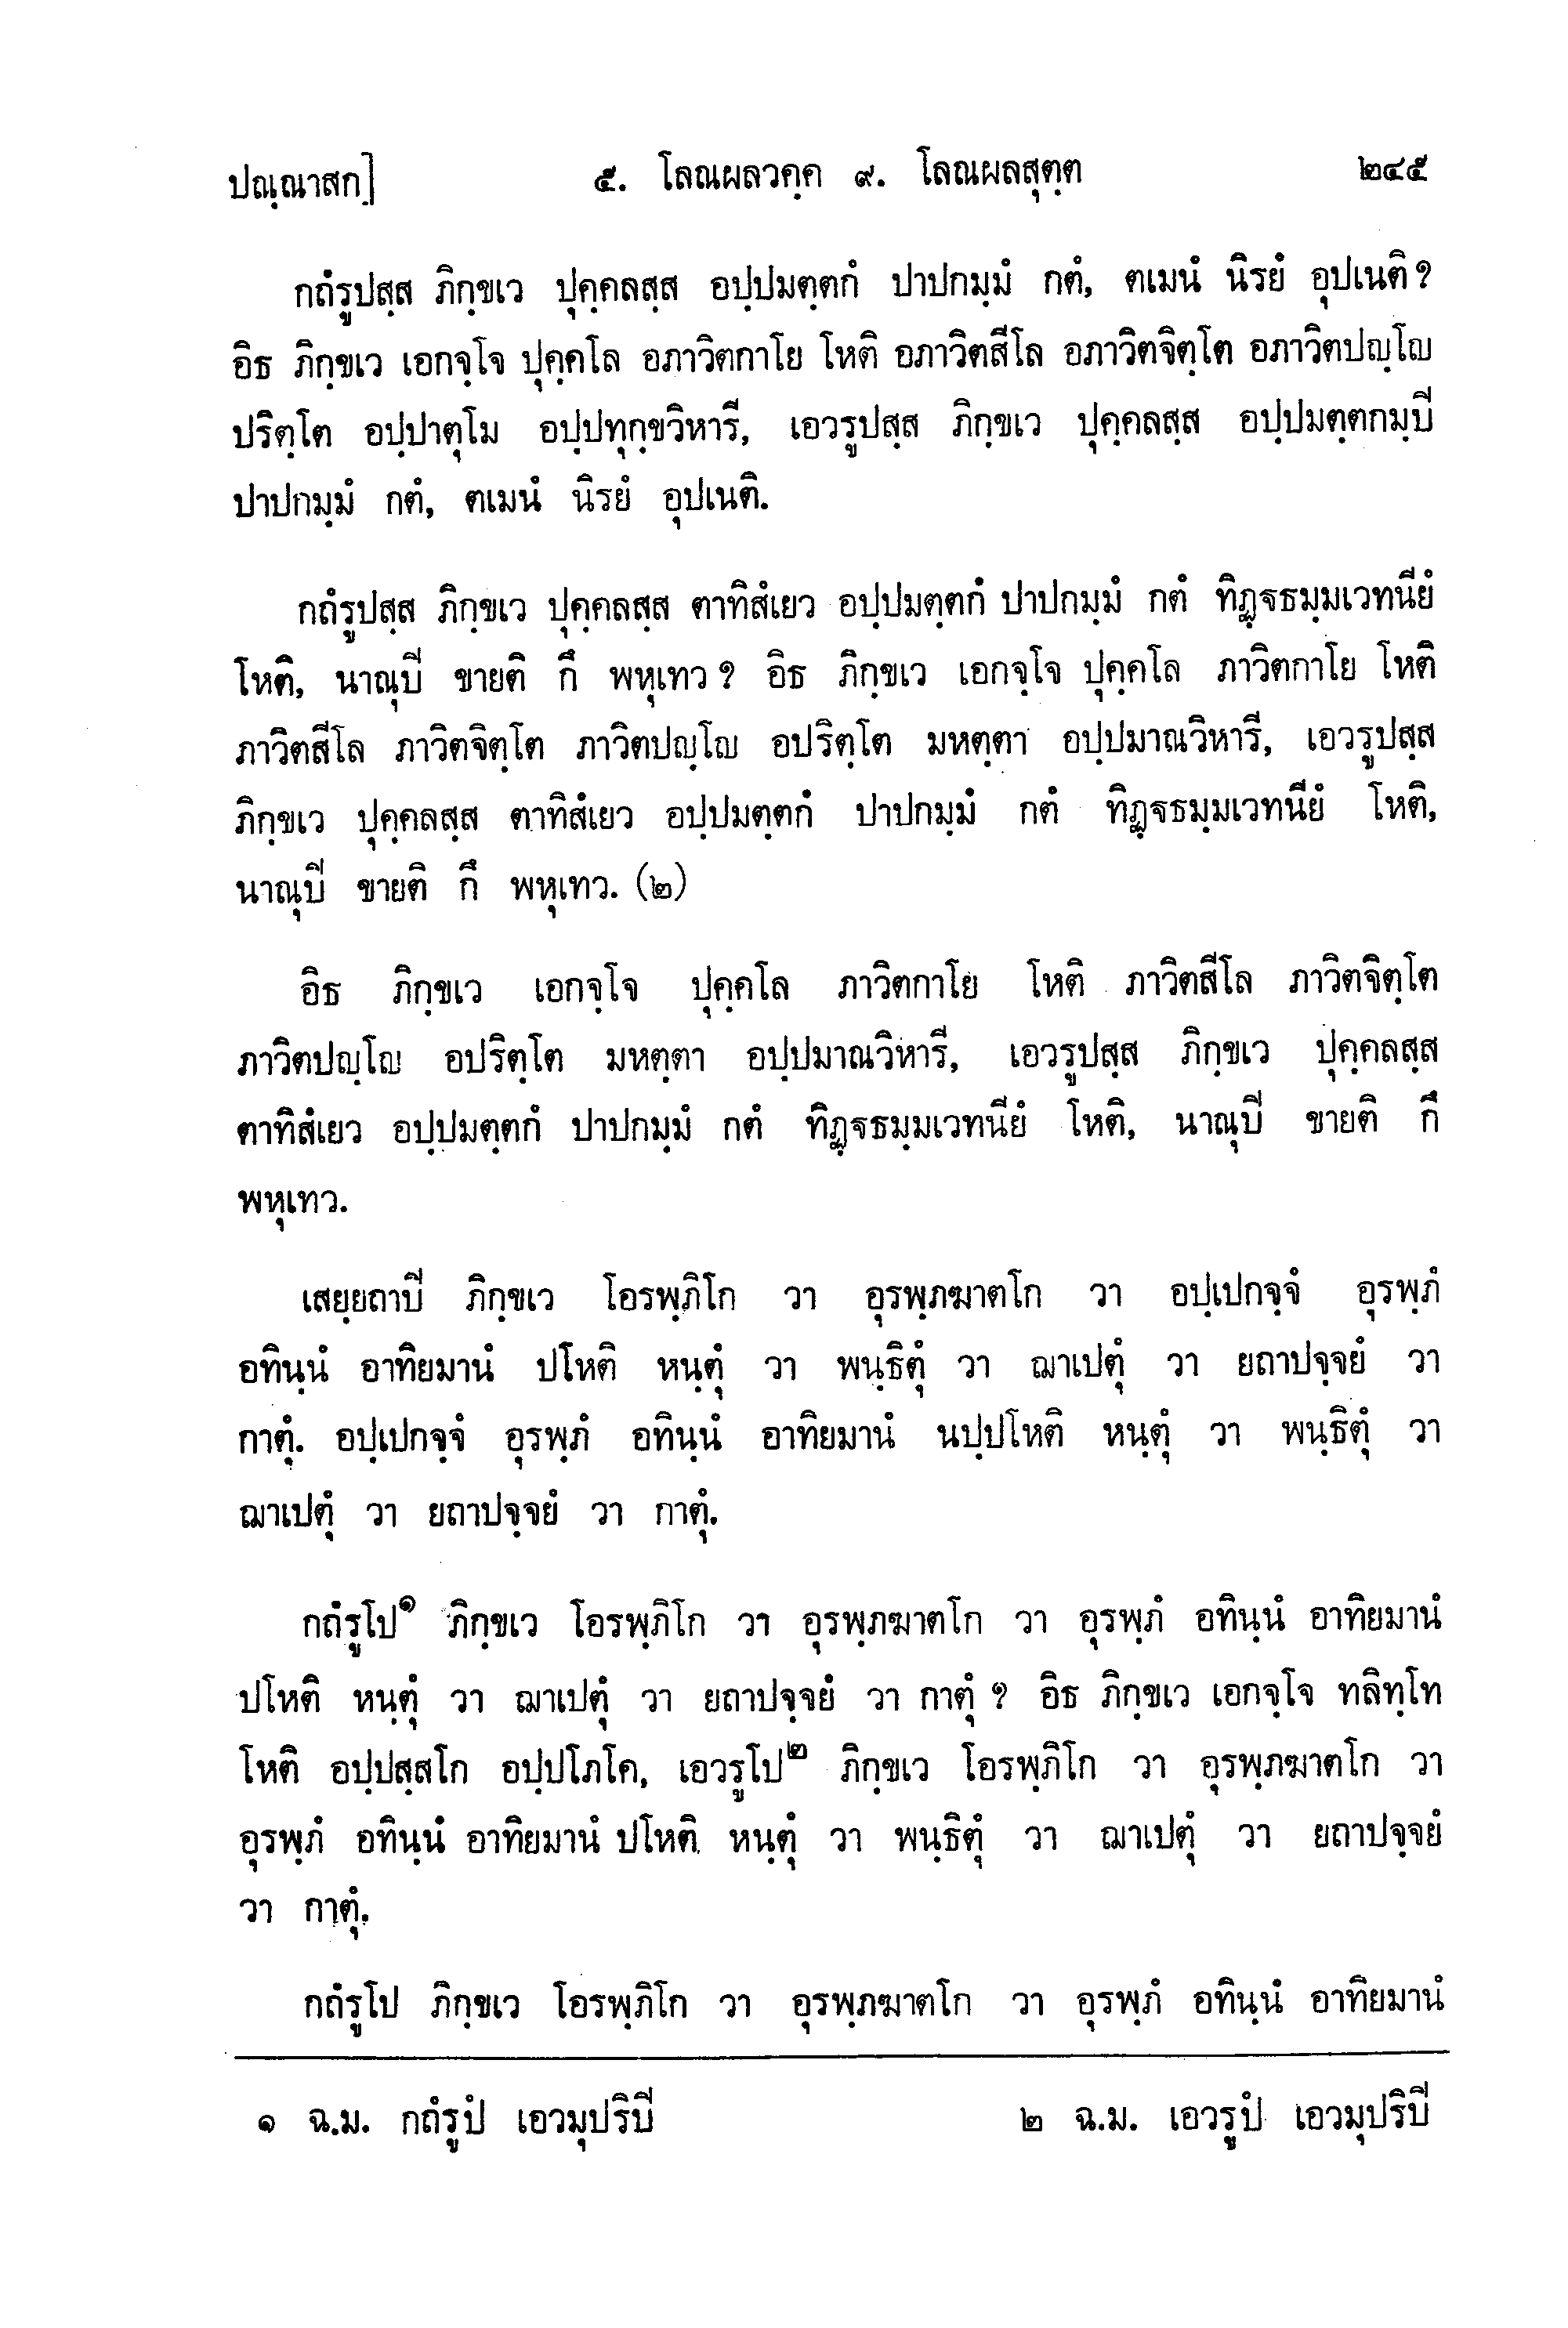 ปณฺณาสก] ๕. โลณผลวคฺค ๙. โลณผลสุตฺต ๒๔๕
กถํรูปสฺส ภิกฺขเว ปุคฺคลสฺส อปฺปมตฺตกํ ปาปกมฺมํ กตํ, ตเมนํ นิรยํ อุปเนติ ?
อิธ ภิกฺขเว เอกจฺโจ ปุคฺคโล อภาวิตกาโย โหติ อภาวิตสีโล อภาวิตจิตฺโต อภาวิตปญฺโญ
ปริตฺโต อปฺปาตุโม อปฺปทุกฺขวิหารี, เอวรูปสฺส ภิกฺขเว ปุคฺคลสฺส อปฺปมตฺตกมฺปิ
ปาปกมฺมํ กตํ, ตเมนํ นิรยํ อุปเนติ.
กถํรูปสฺส ภิกฺขเว ปุคฺคลสฺส ตาทิสํเยว อปฺปมตฺตกํ ปาปกมฺมํ กตํ ทิฏฺฐธมฺมเวทนียํ
โหติ, นาณุปิ ขายติ กึ พหุเทว ? อิธ ภิกฺขเว เอกจฺโจ ปุคฺคโล ภาวิตกาโย โหติ
ภาวิตสีโล ภาวิตจิตฺโต ภาวิตปญฺโญ อปริตฺโต มหตฺตา อปฺปมาณวิหารี, เอวรูปสฺส
ภิกฺขเว ปุคฺคลสฺส ตาทิสํเยว อปฺปมตฺตกํ ปาปกมฺมํ กตํ ทิฏฺฐธมฺมเวทนียํ โหติ,
นาณุปิ ขายติ กึ พหุเทว. (๒)
อิธ ภิกฺขเว เอกจฺโจ ปุคฺคโล ภาวิตกาโย โหติ ภาวิตสีโล ภาวิตจิตฺโต
ภาวิตปญฺโญ อปริตฺโต มหตฺตา อปฺปมาณวิหารี, เอวรูปสฺส ภิกฺขเว ปุคฺคลสฺส
ตาทิสํเยว อปฺปมตฺตกํ ปาปกมฺมํ กตํ ทิฏฺฐธมฺมเวทนียํ โหติ, นาณุปิ ขายติ กึ
พหุเทว.
เสยฺยถาปิ ภิกฺขเว โอรพฺภิโก วา อุรพฺภฆาตโก วา อปฺเปกจฺจํ อุรพฺภํ
อทินฺนํ อาทิยมานํ ปโหติ หนฺตุํ วา พนฺธิตุํ วา ฌาเปตุํ วา ยถาปจฺจยํ วา
กาตุํ. อปฺเปกจฺจํ อุรพฺภํ อทินฺนํ อาทิยมานํ นปฺปโหติ หนฺตุํ วา พนฺธิตุํ วา
ฌาเปตุํ วา ยถาปจฺจยํ วา กาตุํ.
กถํรูโป๑ ภิกฺขเว โอรพฺภิโก วา อุรพฺภฆาตโก วา อุรพฺภํ อทินฺนํ อาทิยมานํ
ปโหติ หนฺตุํ วา ฌาเปตุํ วา ยถาปจฺจยํ วา กาตุํ ? อิธ ภิกฺขเว เอกจฺโจ ทลิทฺโท
โหติ อปฺปสฺสโก อปฺปโภโค, เอวรูโป๒ ภิกฺขเว โอรพฺภิโก วา อุรพฺภฆาตโก วา
อุรพฺภํ อทินฺนํ อาทิยมานํ ปโหติ หนฺตุํ วา พนฺธิตุํ วา ฌาเปตุํ วา ยถาปจฺจยํ
วา กาตุํ.
กถํรูโป ภิกฺขเว โอรพฺภิโก วา อุรพฺภฆาตโก วา อุรพฺภํ อทินฺนํ อาทิยมานํ
๑ ฉ.ม. กถํรูปํ เอวมุปริปิ ๒ ฉ.ม. เอวรูปํ เอวมุปริปิ